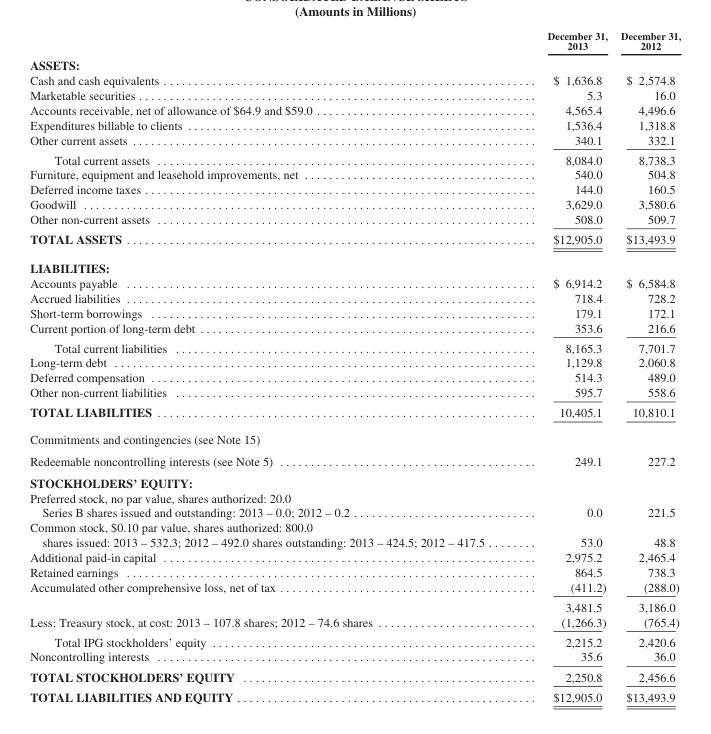 (Amounts in Millions)
December 31, December 31,
2013 2012
ASSETS:
Cash and cash equivalents $ 1,636.8 $ 2,574.8
Marketable securities 5.3 16.0
Accounts receivable, net of allowance of $64.9 and $59.0 4,565.4 4,496.6
Expenditures billable to clients 1,536.4 1,318.8
Other current assets 340.1 332.1
Total current assets 8,084.0 8,738.3
Furniture, equipment and leasehold improvements, net 540.0 504.8
Deferred income taxes 144.0 160.5
Goodwill 3,629.0 3,580.6
Other non-current assets 508.0 509.7
TOTAL ASSETS $12,905.0 $13,493.9
LIABILITIES:
Accounts payable $ 6,914.2 $ 6,584.8
Accrued liabilities 718.4 728.2
Short-term borrowings 179.1 172.1
Current portion of long-term debt 353.6 216.6
Total current liabilities 8,165.3 7,701.7
Long-term debt 1,129.8 2,060.8
Deferred compensation 514.3 489.0
Other non-current liabilities 595.7 558.6
TOTAL LIABILITIES 10,405.1 10,810.1
Commitments and contingencies (see Note 15)
Redeemable noncontrolling interests (see Note 5) 249.1 227.2
STOCKHOLDERS' EQUITY:
Preferred stock, no par value, shares authorized: 20.0
Series B shares issued and outstanding: 2013 – 0.0; 2012 – 0.2 0.0 221.5
Common stock, $0.10 par value, shares authorized: 800.0
shares issued: 2013 – 532.3; 2012 – 492.0 shares outstanding: 2013 – 424.5; 2012 – 417.5 53.0 48.8
Additional paid-in capital 2,975.2 2,465.4
Retained earnings 864.5 738.3
Accumulated other comprehensive loss, net of tax (411.2) (288.0)
3,481.5 3,186.0
Less: Treasury stock, at cost: 2013 – 107.8 shares; 2012 – 74.6 shares (1,266.3) (765.4)
Total IPG stockholders' equity 2,215.2 2,420.6
Noncontrolling interests 35.6 36.0
TOTAL STOCKHOLDERS' EQUITY 2,250.8 2,456.6
TOTAL LIABILITIES AND EQUITY $12,905.0 $13,493.9